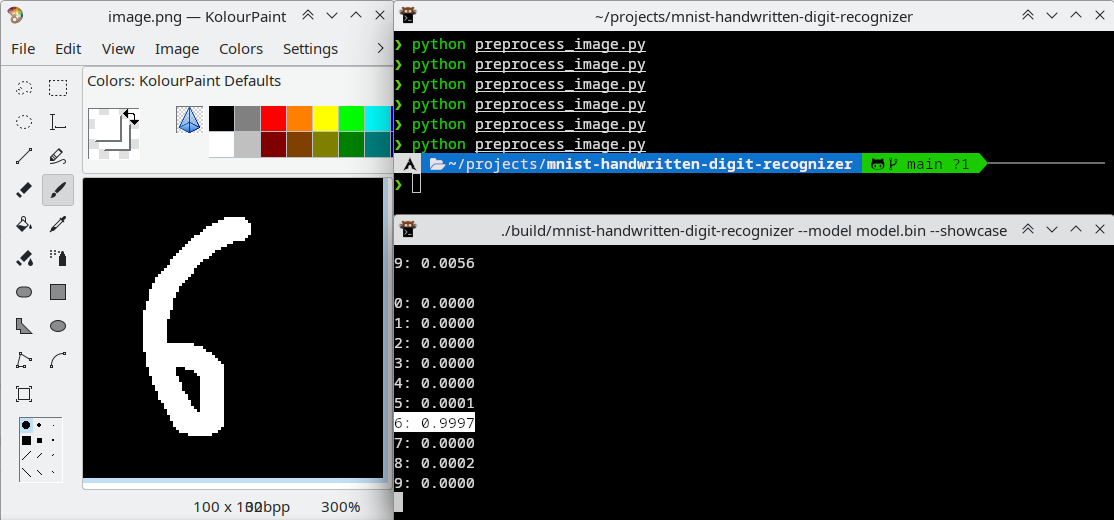 image.png — KolourPaint
File Edit View Image Colors Settings
Colors: KolourPaint Defaults
6
100 x 100
32bpp
300%
~/projects/mnist-handwritten-digit-recognizer
❯ python preprocess_image.py
❯ python preprocess_image.py
❯ python preprocess_image.py
❯ python preprocess_image.py
❯ python preprocess_image.py
❯ python preprocess_image.py
~/projects/mnist-handwritten-digit-recognizer main ?1
❯
./build/mnist-handwritten-digit-recognizer --model model.bin --showcase
9: 0.0056
0: 0.0000
1: 0.0000
2: 0.0000
3: 0.0000
4: 0.0000
5: 0.0001
6: 0.9997
7: 0.0000
8: 0.0002
9: 0.0000